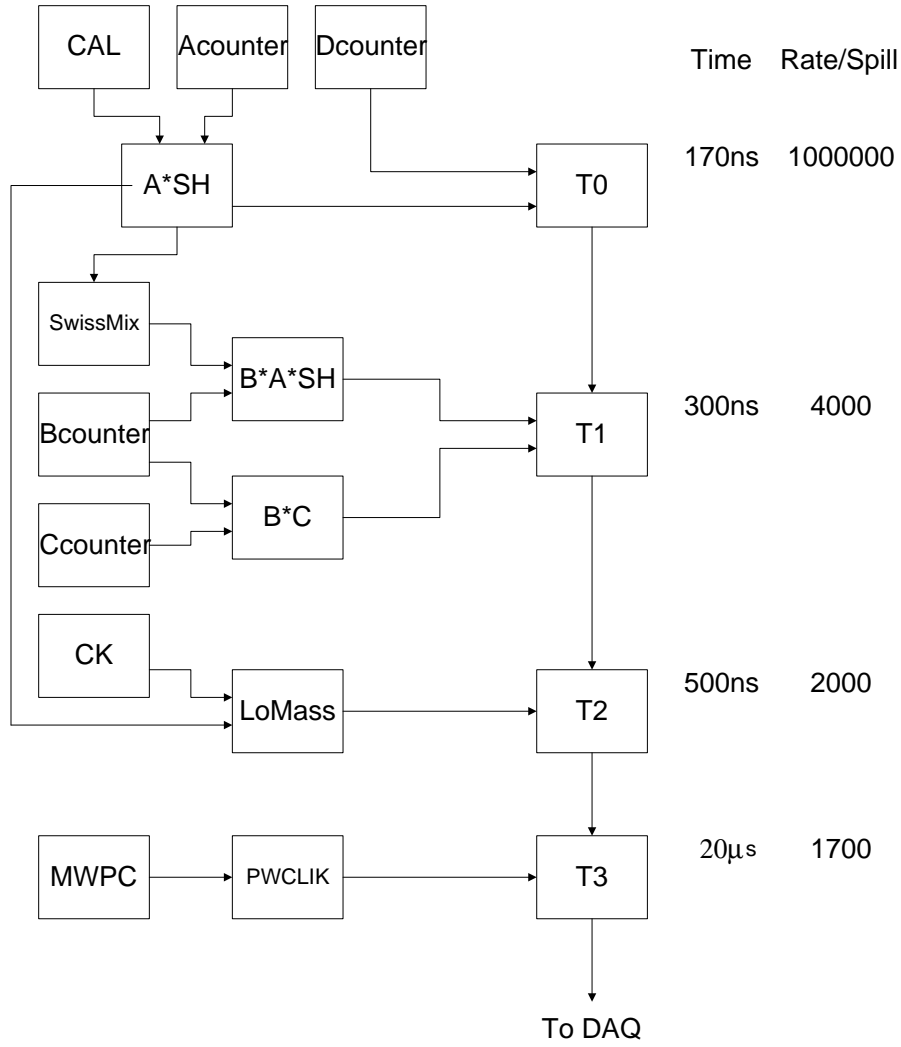 CAL
Acounter
Dcounter
Time Rate/Spill
A*SH
T0
170ns 1000000
SwissMix
B*A*SH
Bcounter
T1
300ns 4000
B*C
Ccounter
CK
LoMass
T2
500ns 2000
MWPC
PWCLIK
T3
20μs 1700
To DAQ